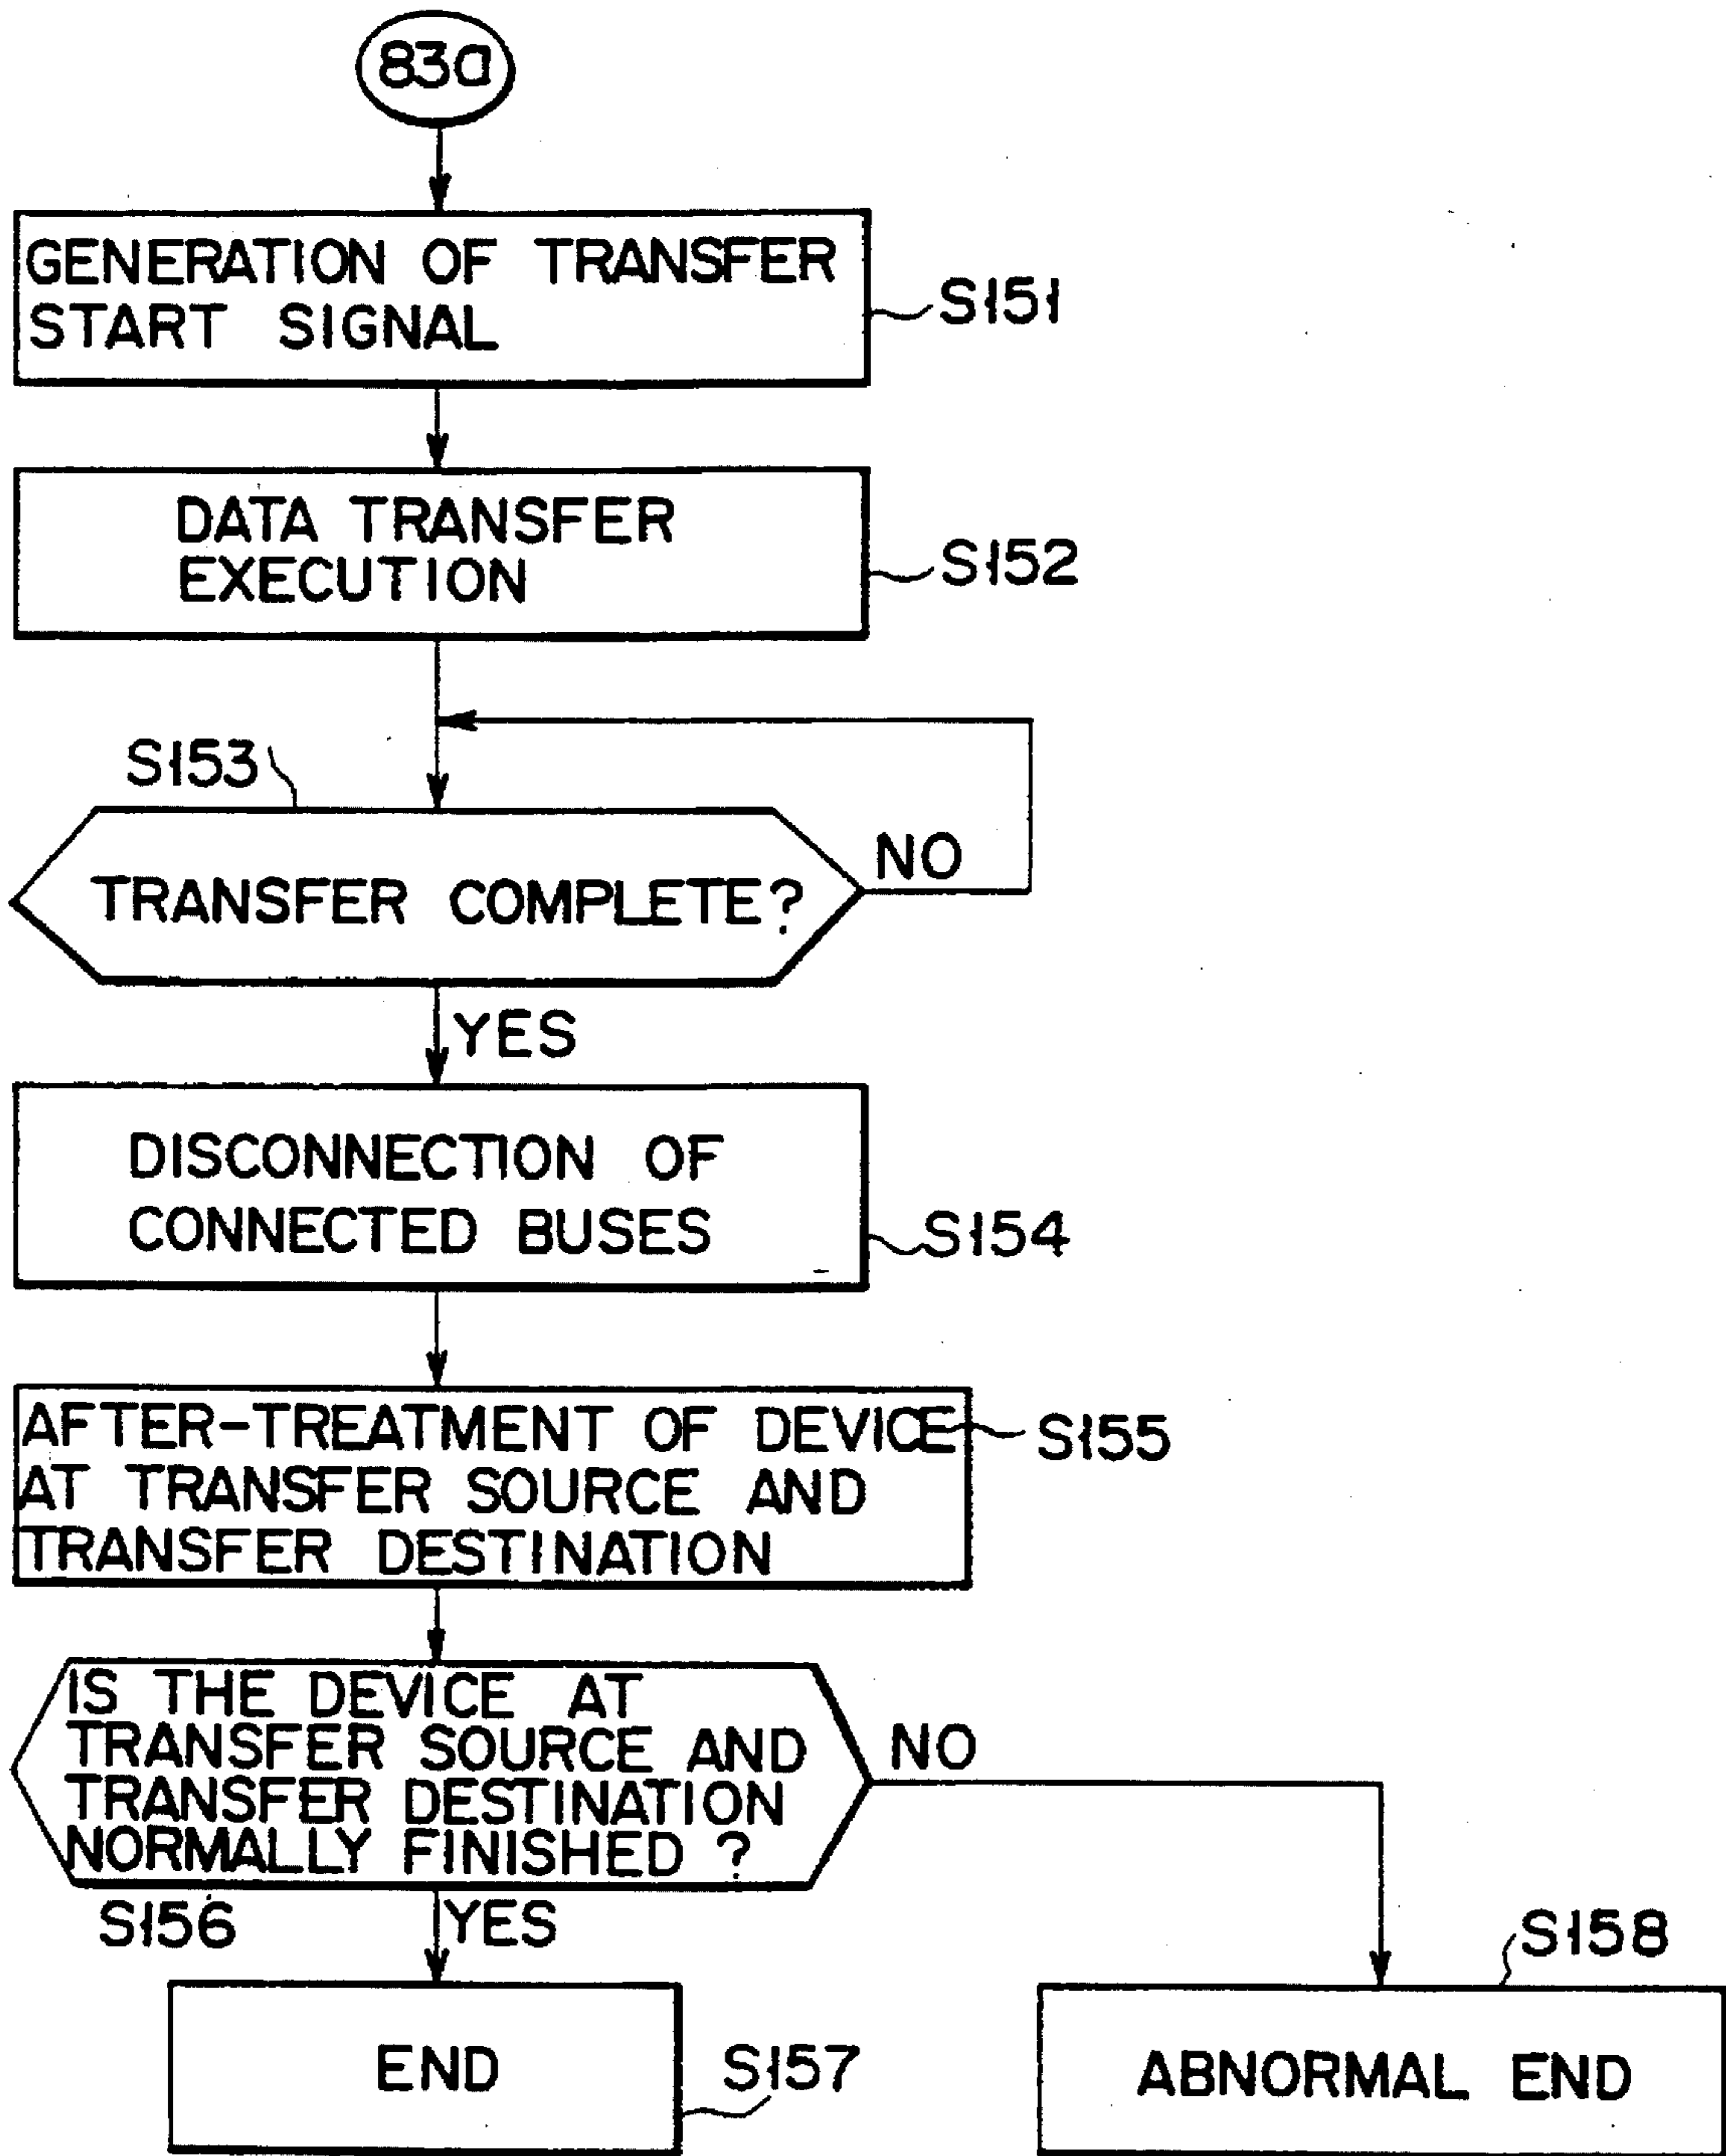 83a
GENERATION OF TRANSFER
START SIGNAL
S151
DATA TRANSFER
EXECUTION
S152
S153
TRANSFER COMPLETE?
NO
YES
DISCONNECTION OF
CONNECTED BUSES
S154
AFTER-TREATMENT OF DEVICE
AT TRANSFER SOURCE AND
TRANSFER DESTINATION
S155
IS THE DEVICE AT
TRANSFER SOURCE AND
TRANSFER DESTINATION
NORMALLY FINISHED ?
NO
S156
YES
S158
END
S157
ABNORMAL END